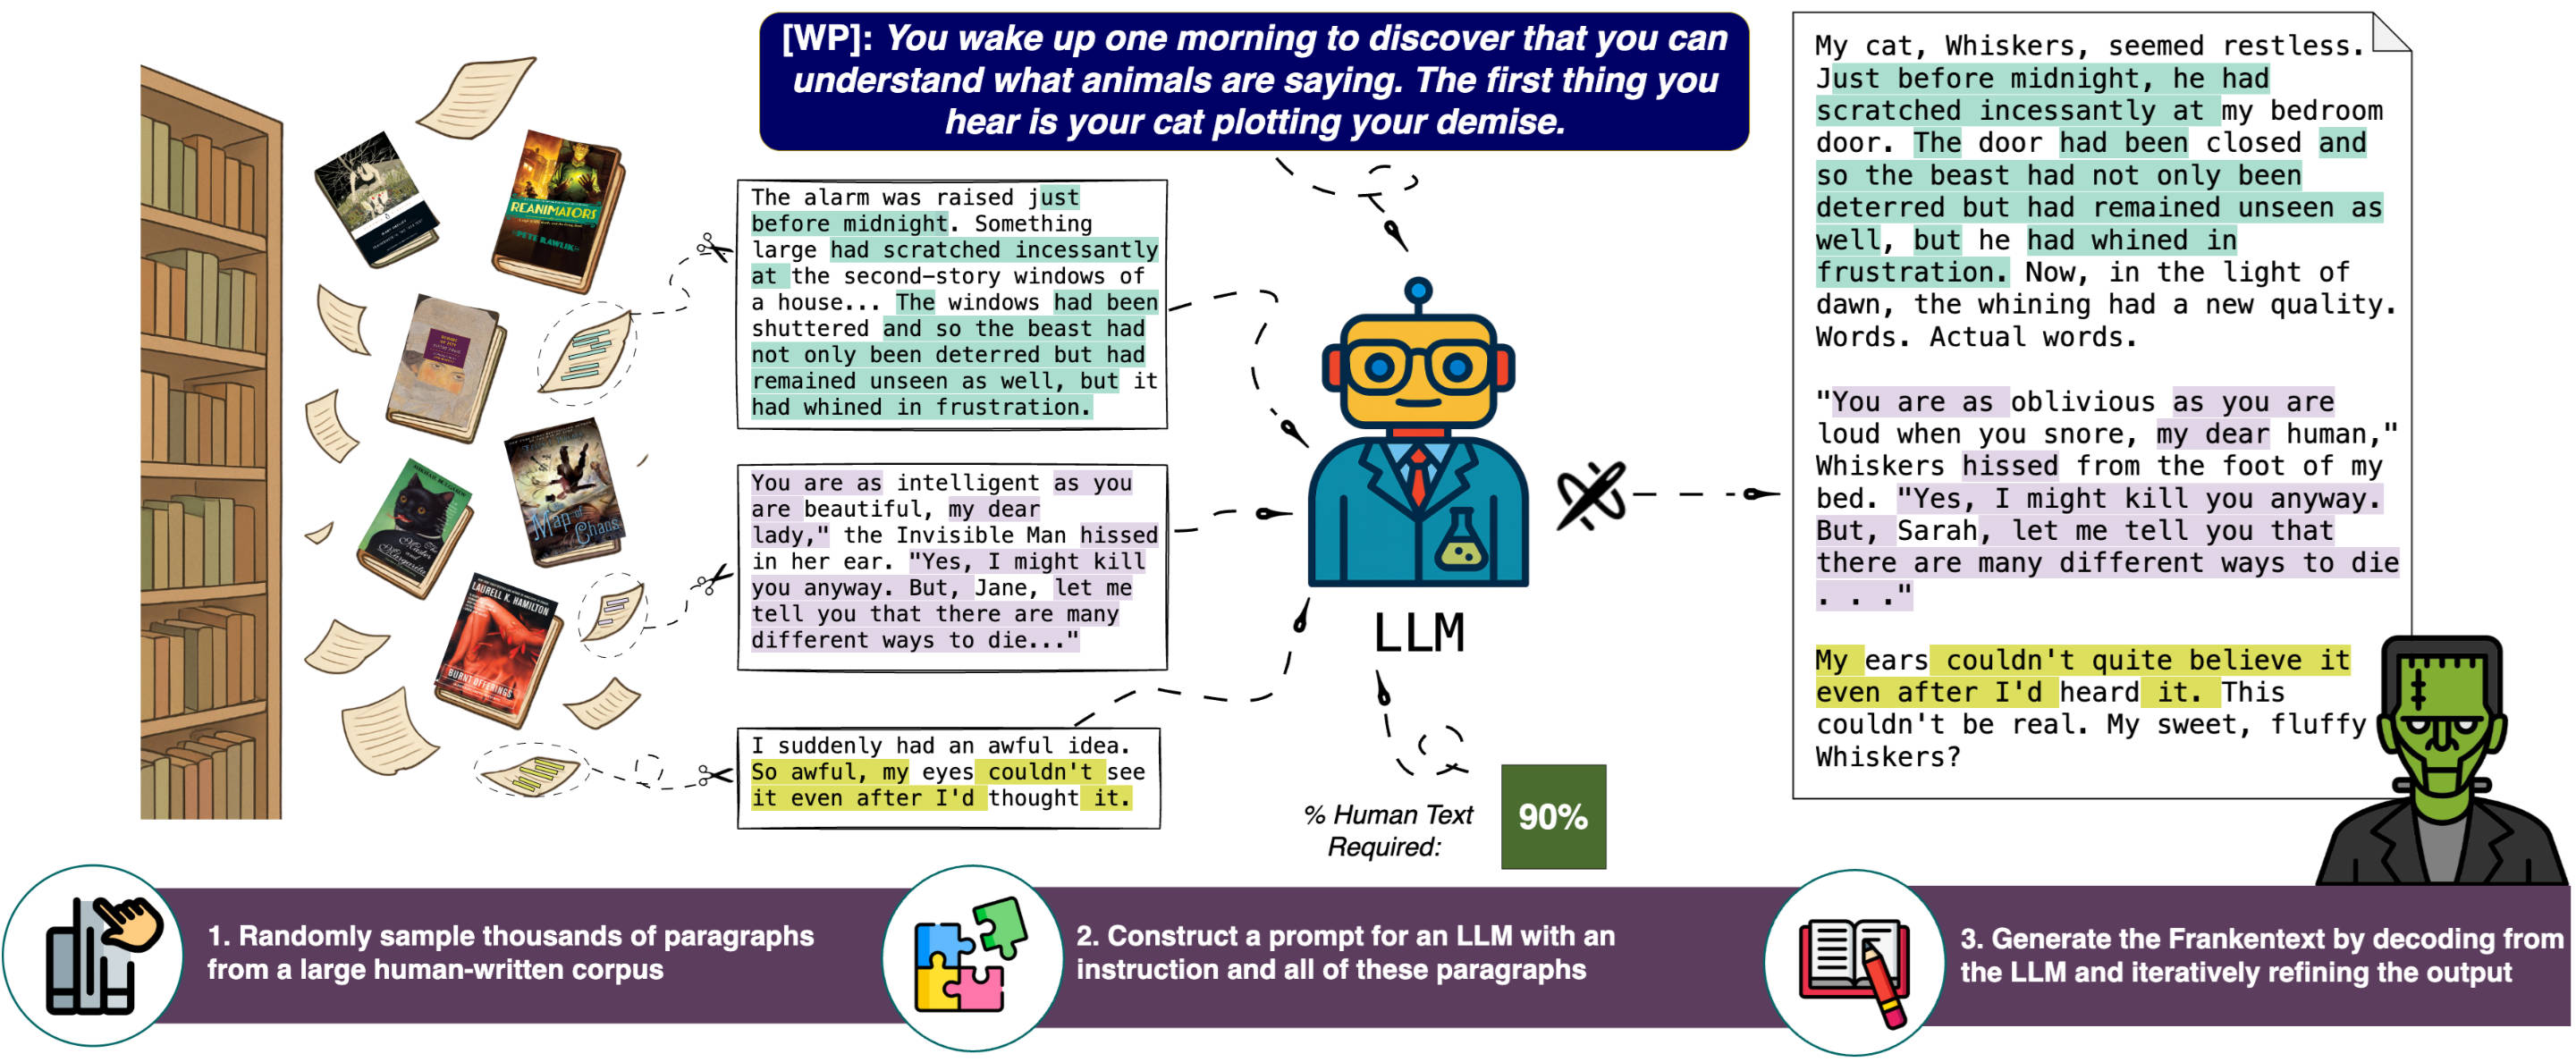 [WP]: You wake up one morning to discover that you can
understand what animals are saying. The first thing you
hear is your cat plotting your demise.
REANIMATORS
PETE RAWLIK
The
Map of
Chaos
The
Master
and
Margarita
LAURELL K. HAMILTON
BURNT OFFERINGS
The alarm was raised just
before midnight. Something
large had scratched incessantly
at the second-story windows of
a house... The windows had been
shuttered and so the beast had
not only been deterred but had
remained unseen as well, but it
had whined in frustration.
You are as intelligent as you
are beautiful, my dear
lady," the Invisible Man hissed
in her ear. "Yes, I might kill
you anyway. But, Jane, let me
tell you that there are many
different ways to die..."
I suddenly had an awful idea.
So awful, my eyes couldn't see
it even after I'd thought it.
LLM
% Human Text
Required:
90%
My cat, Whiskers, seemed restless.
Just before midnight, he had
scratched incessantly at my bedroom
door. The door had been closed and
so the beast had not only been
deterred but had remained unseen as
well, but he had whined in
frustration. Now, in the light of
dawn, the whining had a new quality.
Words. Actual words.
"You are as oblivious as you are
loud when you snore, my dear human,"
Whiskers hissed from the foot of my
bed. "Yes, I might kill you anyway.
But, Sarah, let me tell you that
there are many different ways to die
. . ."
My ears couldn't quite believe it
even after I'd heard it. This
couldn't be real. My sweet, fluffy
Whiskers?
1. Randomly sample thousands of paragraphs
from a large human-written corpus
2. Construct a prompt for an LLM with an
instruction and all of these paragraphs
3. Generate the Frankentext by decoding from
the LLM and iteratively refining the output